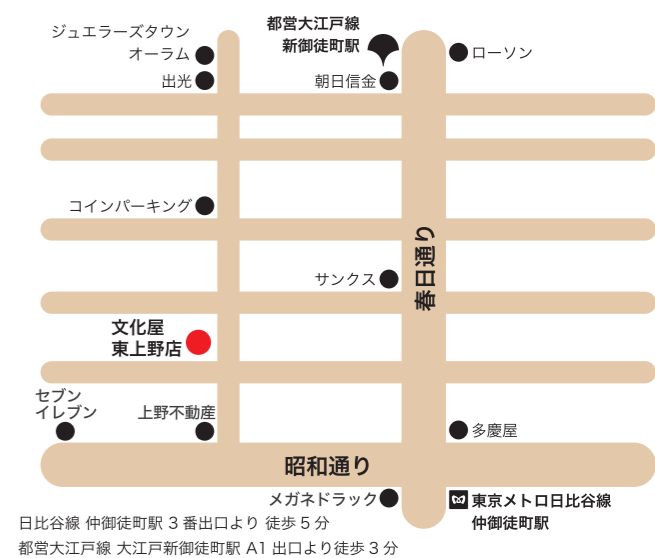 ジュエラーズタウン
オーラム
出光
都営大江戸線
新御徒町駅
朝日信金
ローソン
コインパーキング
春日通り
サンクス
文化屋
東上野店
セブン
イレブン
上野不動産
多慶屋
昭和通り
メガネドラック
東京メトロ日比谷線
仲御徒町駅
日比谷線 仲御徒町駅 3 番出口より 徒歩 5 分
都営大江戸線 大江戸新御徒町駅 A1 出口より徒歩 3 分